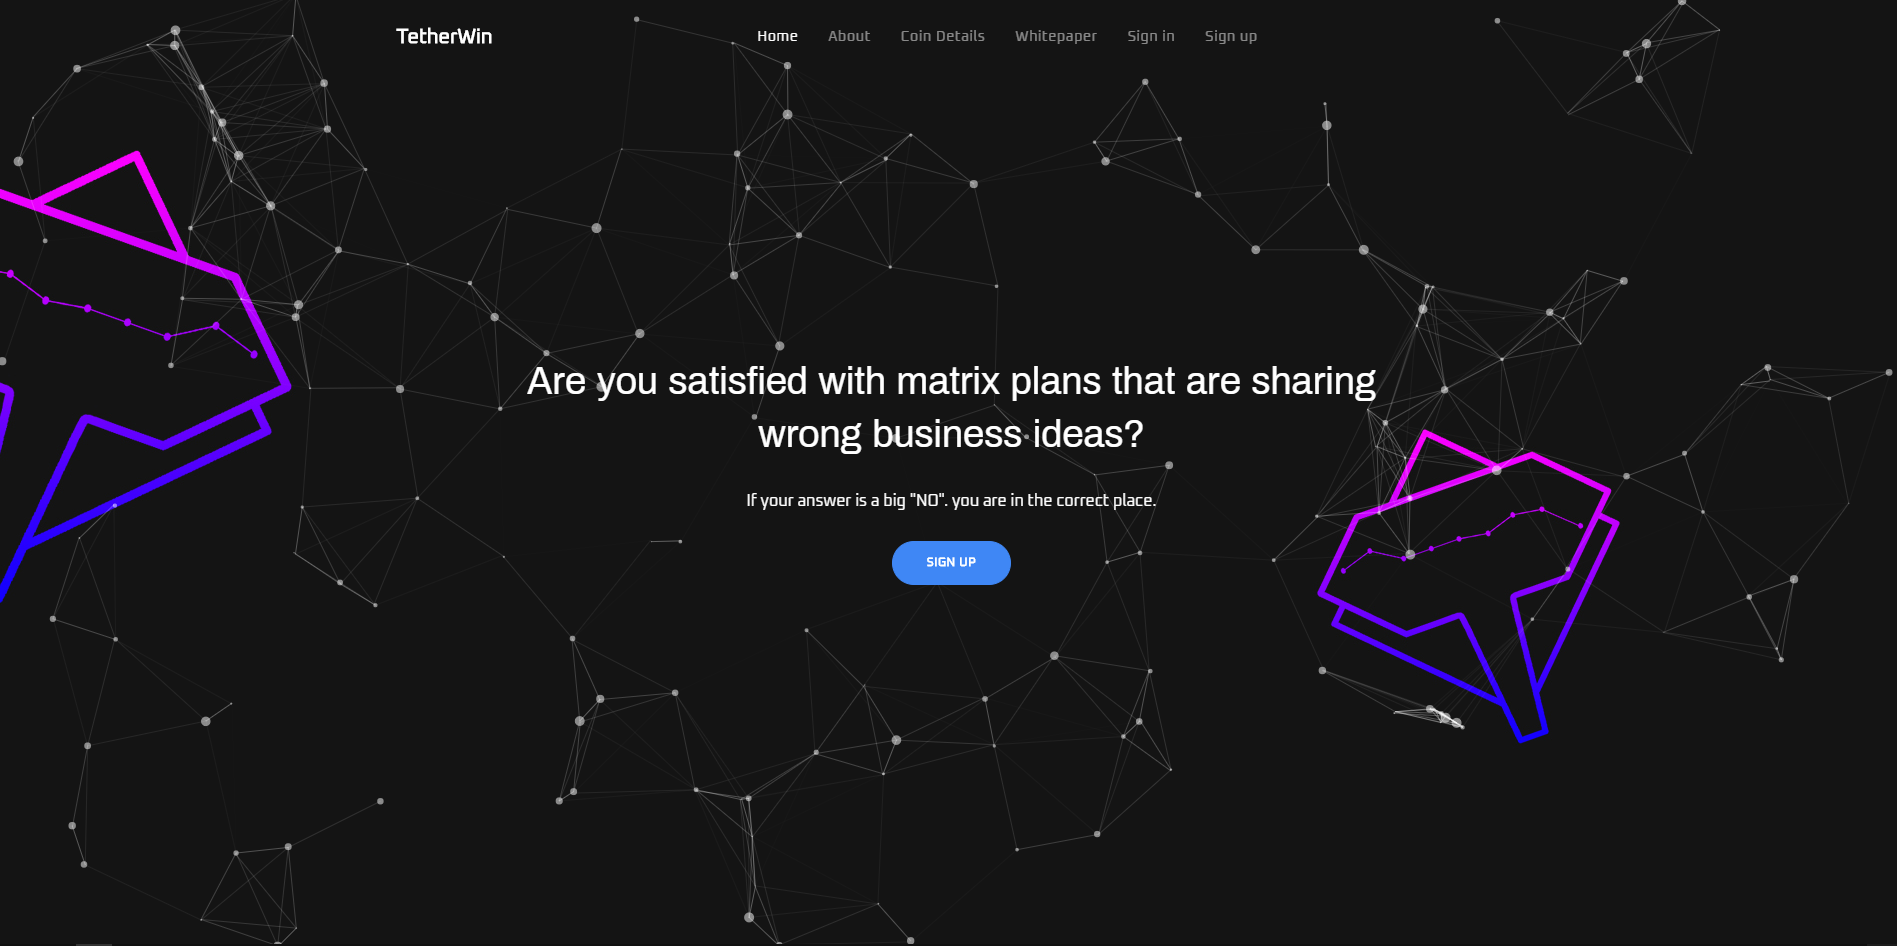 TetherWin
Home
About
Coin Details
Whitepaper
Sign in
Sign up
Are you satisfied with matrix plans that are sharing
wrong business ideas?
If your answer is a big "NO". you are in the correct place.
SIGN UP